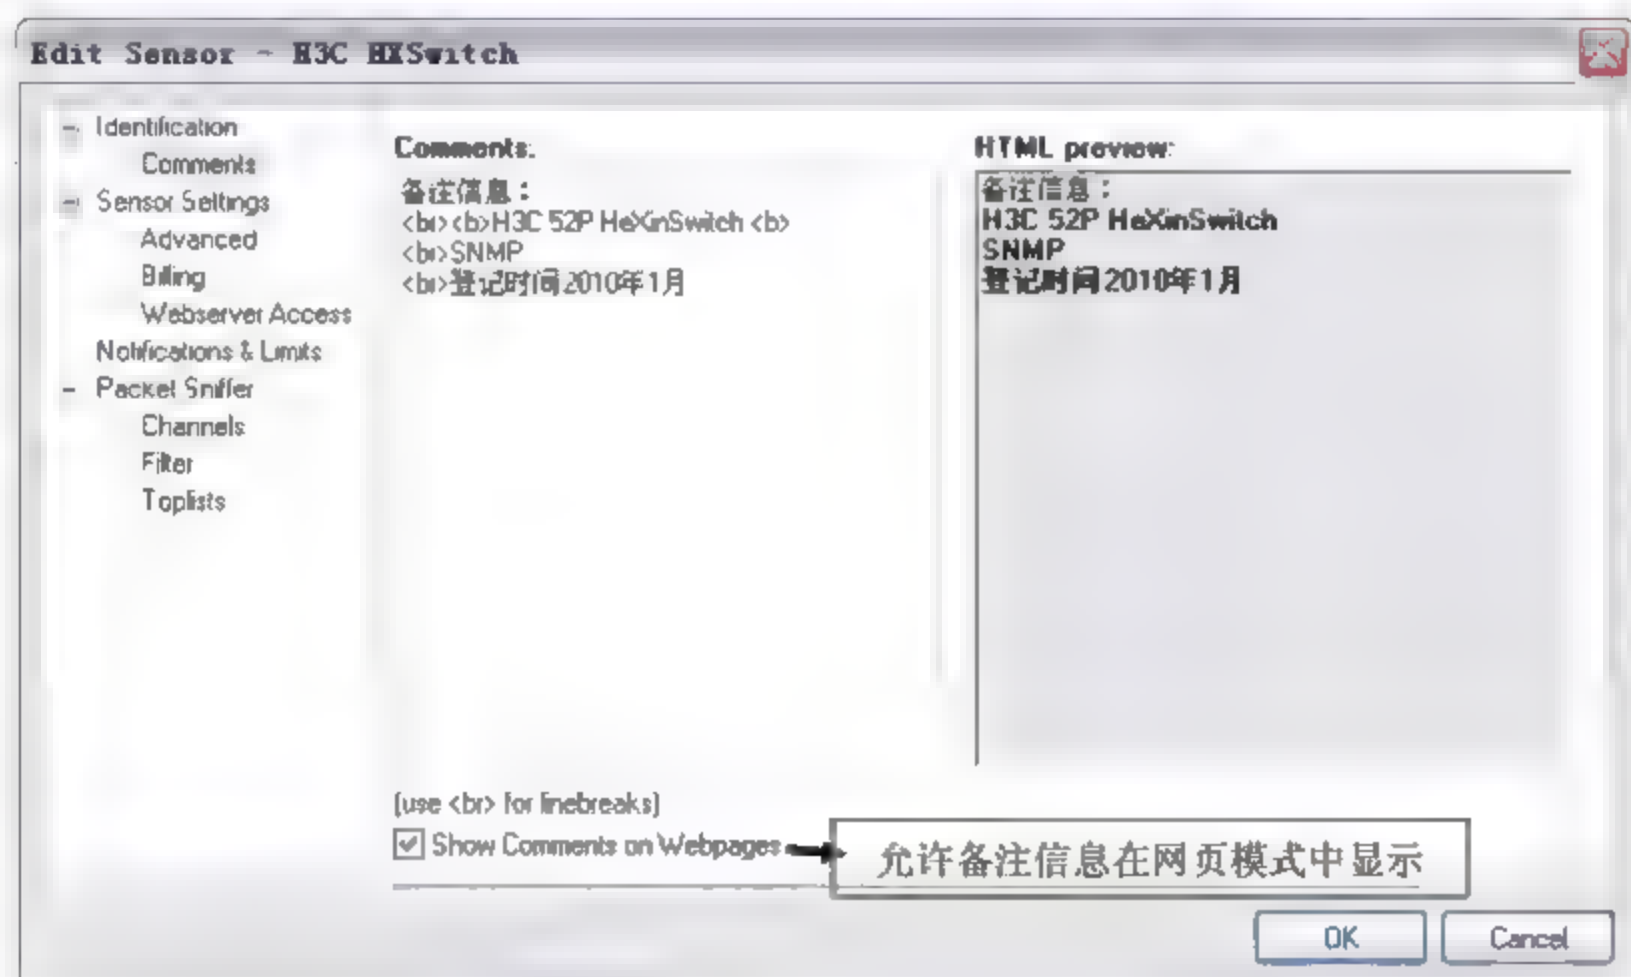 Edit Sensor - H3C HXSwitch
Identification
Comments
Sensor Settings
Advanced
Billing
Webserver Access
Notifications & Limits
Packet Sniffer
Channels
Filter
Toplists
Comments:
备注信息：
<br><b>H3C 52P HeXinSwitch <b>
<br>SNMP
<br>登记时间2010年1月
(use <br> for linebreaks)
Show Comments on Webpages
允许备注信息在网页模式中显示
HTML preview:
备注信息：
H3C 52P HeXinSwitch
SNMP
登记时间2010年1月
OK
Cancel